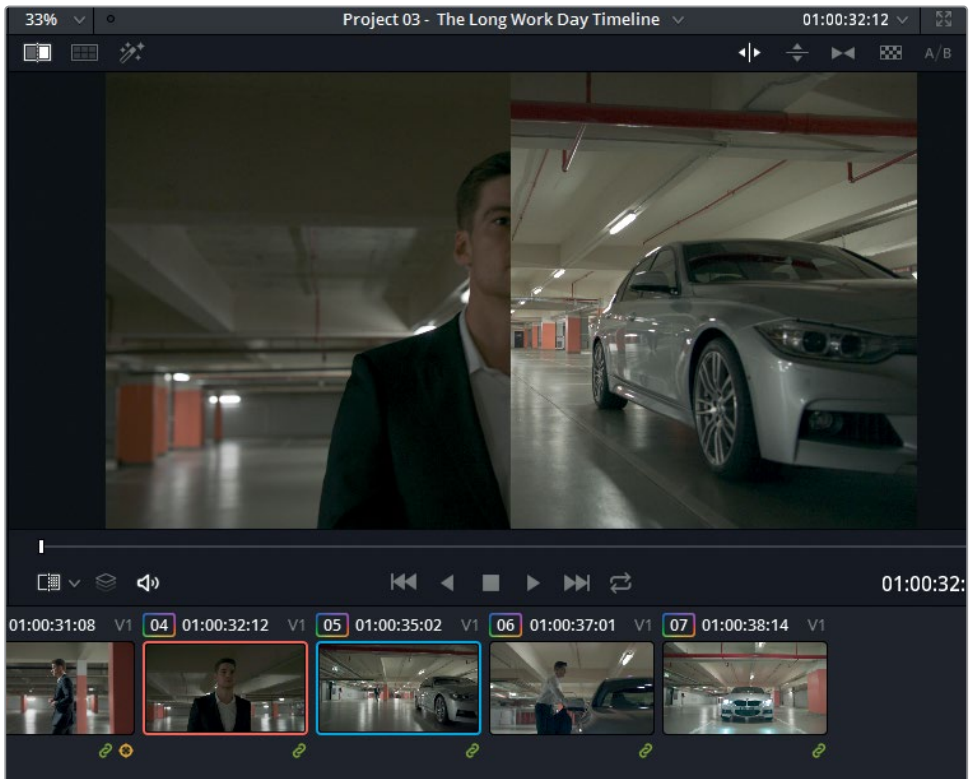 33% Project 03 - The Long Work Day Timeline 01:00:32:12
A/B
01:00:32:
01:00:31:08 V1 04 01:00:32:12 V1 05 01:00:35:02 V1 06 01:00:37:01 V1 07 01:00:38:14 V1